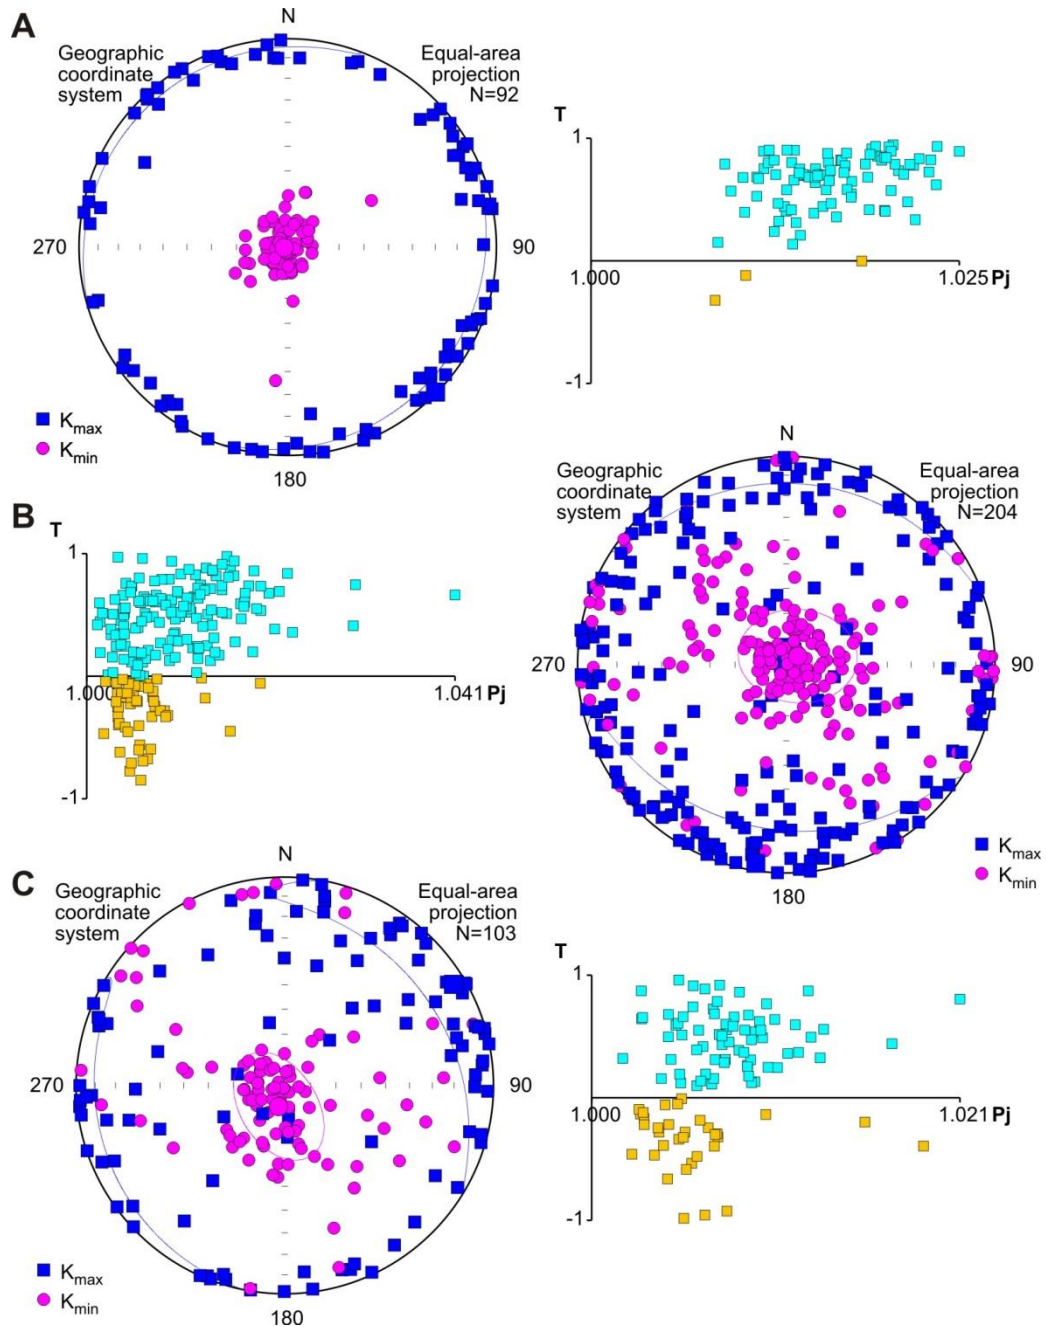 A
N
Geographic
coordinate
system
Equal-area
projection
N=92
270
90
180
Kmax
Kmin
T
1
1.000
1.025 Pj
-1
B
T
1
1.000
1.041 Pj
-1
N
Geographic
coordinate
system
Equal-area
projection
N=204
270
90
180
Kmax
Kmin
C
N
Geographic
coordinate
system
Equal-area
projection
N=103
270
90
180
Kmax
Kmin
T
1
1.000
1.021 Pj
-1